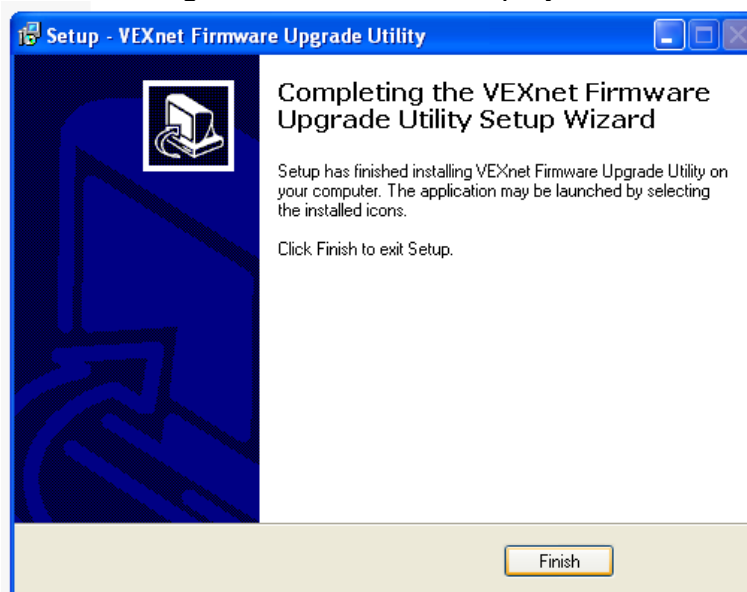 Setup - VEXnet Firmware Upgrade Utility
Completing the VEXnet Firmware
Upgrade Utility Setup Wizard
Setup has finished installing VEXnet Firmware Upgrade Utility on
your computer. The application may be launched by selecting
the installed icons.
Click Finish to exit Setup.
Finish